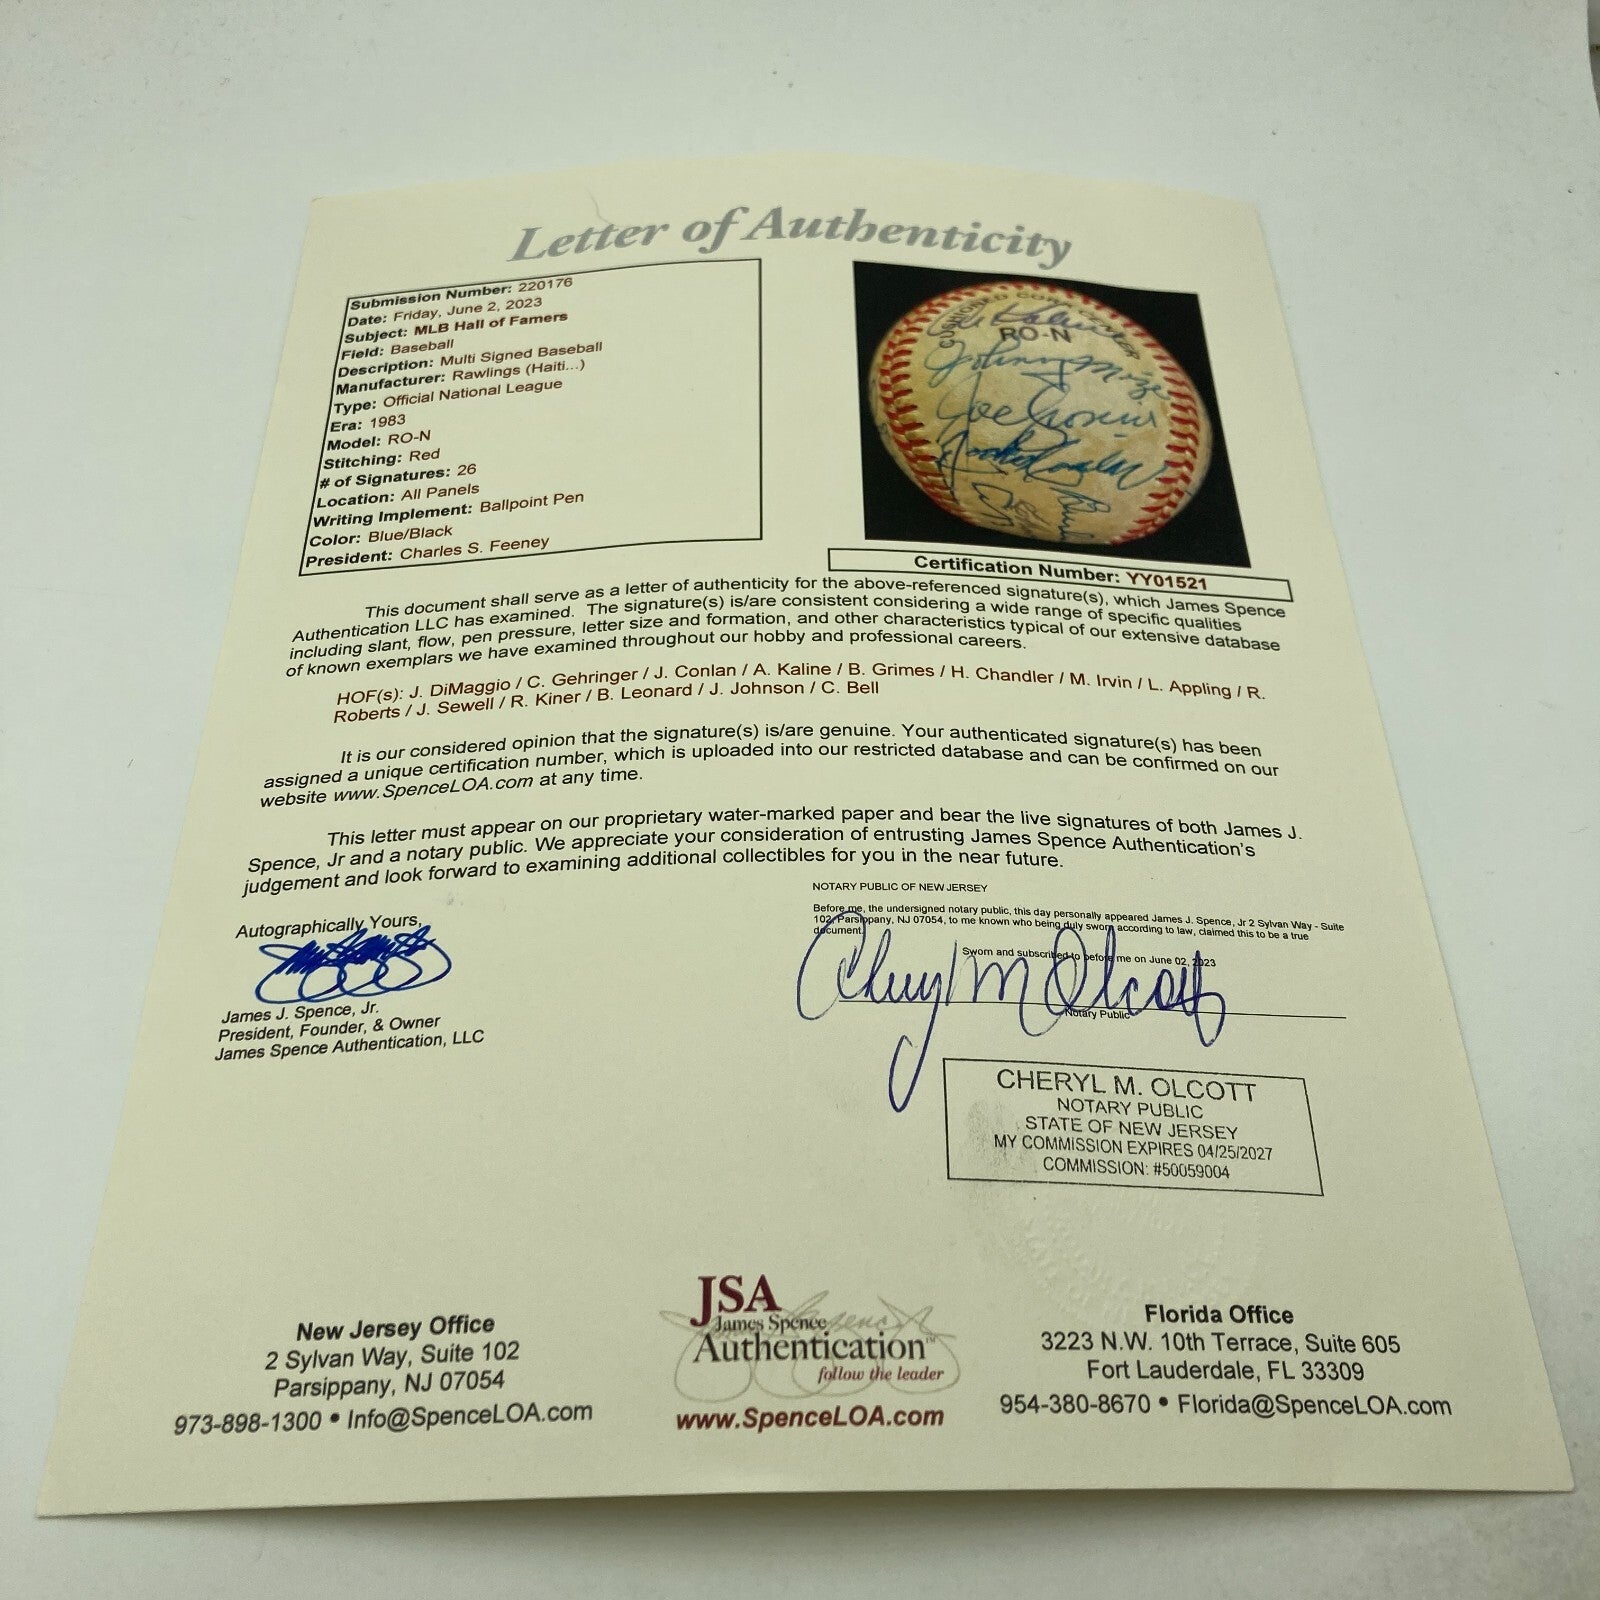 Letter of Authenticity
Submission Number: 220176
Date: Friday, June 2, 2023
Subject: MLB Hall of Famers
Field: Baseball
Description: Multi Signed Baseball
Manufacturer: Rawlings (Haiti...)
Type: Official National League
Era: 1983
Model: RO-N
Stitching: Red
# of Signatures: 26
Location: All Panels
Writing Implement: Ballpoint Pen
Color: Blue/Black
President: Charles S. Feeney
RO-N
Johnny Mize
Joe Cronin
Certification Number: YY01521
This document shall serve as a letter of authenticity for the above-referenced signature(s), which James Spence
Authentication LLC has examined. The signature(s) is/are consistent considering a wide range of specific qualities
including slant, flow, pen pressure, letter size and formation, and other characteristics typical of our extensive database
of known exemplars we have examined throughout our hobby and professional careers.
HOF(s): J. DiMaggio / C. Gehringer / J. Conlan / A. Kaline / B. Grimes / H. Chandler / M. Irvin / L. Appling / R.
Roberts / J. Sewell / R. Kiner / B. Leonard / J. Johnson / C. Bell
It is our considered opinion that the signature(s) is/are genuine. Your authenticated signature(s) has been
assigned a unique certification number, which is uploaded into our restricted database and can be confirmed on our
website www.SpenceLOA.com at any time.
This letter must appear on our proprietary water-marked paper and bear the live signatures of both James J.
Spence, Jr and a notary public. We appreciate your consideration of entrusting James Spence Authentication's
judgement and look forward to examining additional collectibles for you in the near future.
Autographically Yours,
James J. Spence, Jr.
President, Founder, & Owner
James Spence Authentication, LLC
NOTARY PUBLIC OF NEW JERSEY
Before me, the undersigned notary public, this day personally appeared James J. Spence, Jr 2 Sylvan Way - Suite
102, Parsippany, NJ 07054, to me known who being duly sworn according to law, claimed this to be a true
document.
Sworn and subscribed to before me on June 02, 2023
Cheryl M Olcott
Notary Public
CHERYL M. OLCOTT
NOTARY PUBLIC
STATE OF NEW JERSEY
MY COMMISSION EXPIRES 04/25/2027
COMMISSION: #50059004
New Jersey Office
2 Sylvan Way, Suite 102
Parsippany, NJ 07054
973-898-1300 • Info@SpenceLOA.com
JSA
James Spence
Authentication™
follow the leader
www.SpenceLOA.com
Florida Office
3223 N.W. 10th Terrace, Suite 605
Fort Lauderdale, FL 33309
954-380-8670 • Florida@SpenceLOA.com